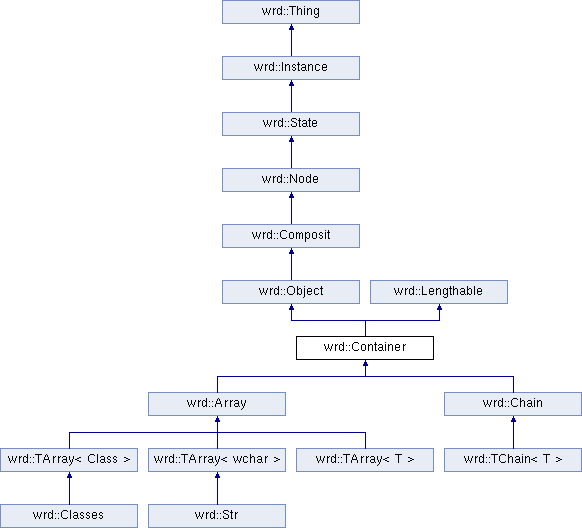 wrd::Thing
wrd::Instance
wrd::State
wrd::Node
wrd::Composit
wrd::Object
wrd::Lengthable
wrd::Container
wrd::Array
wrd::Chain
wrd::TArray< Class >
wrd::TArray< wchar >
wrd::TArray< T >
wrd::TChain< T >
wrd::Classes
wrd::Str